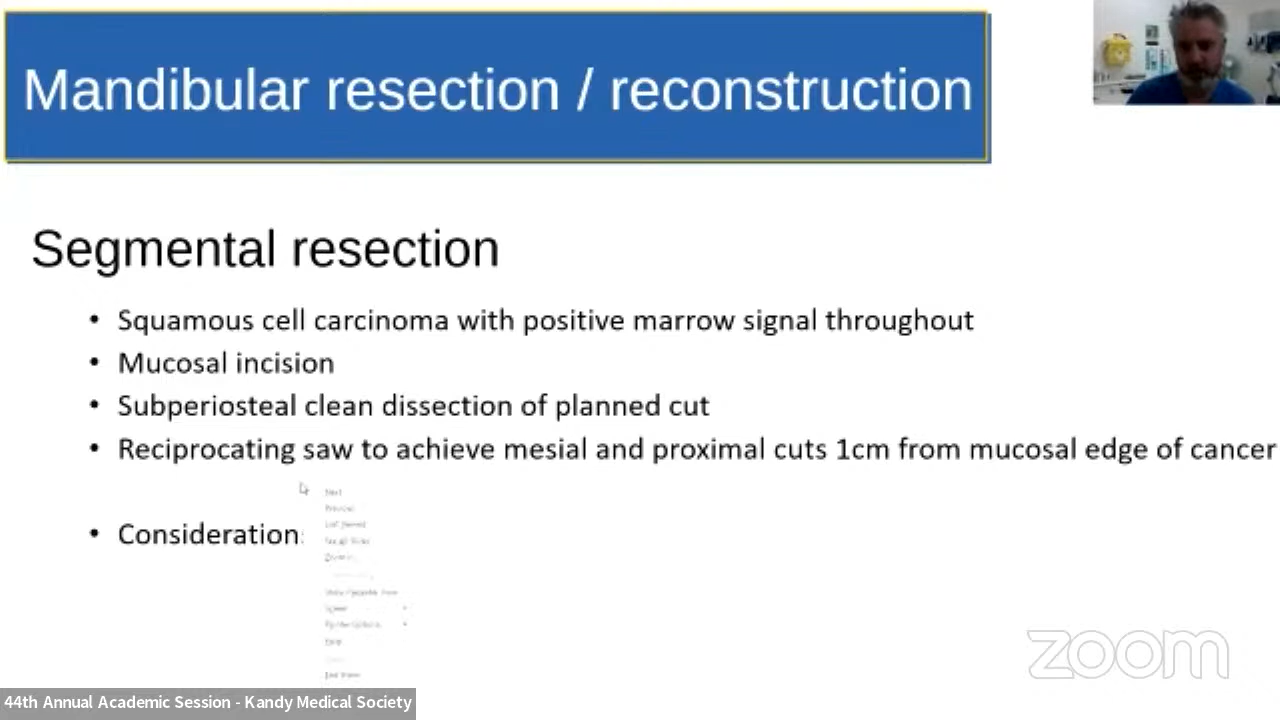 Mandibular resection / reconstruction
Segmental resection
• Squamous cell carcinoma with positive marrow signal throughout
• Mucosal incision
• Subperiosteal clean dissection of planned cut
• Reciprocating saw to achieve mesial and proximal cuts 1cm from mucosal edge of cancer
Next
Previous
• Consideration
zoom
44th Annual Academic Session - Kandy Medical Society